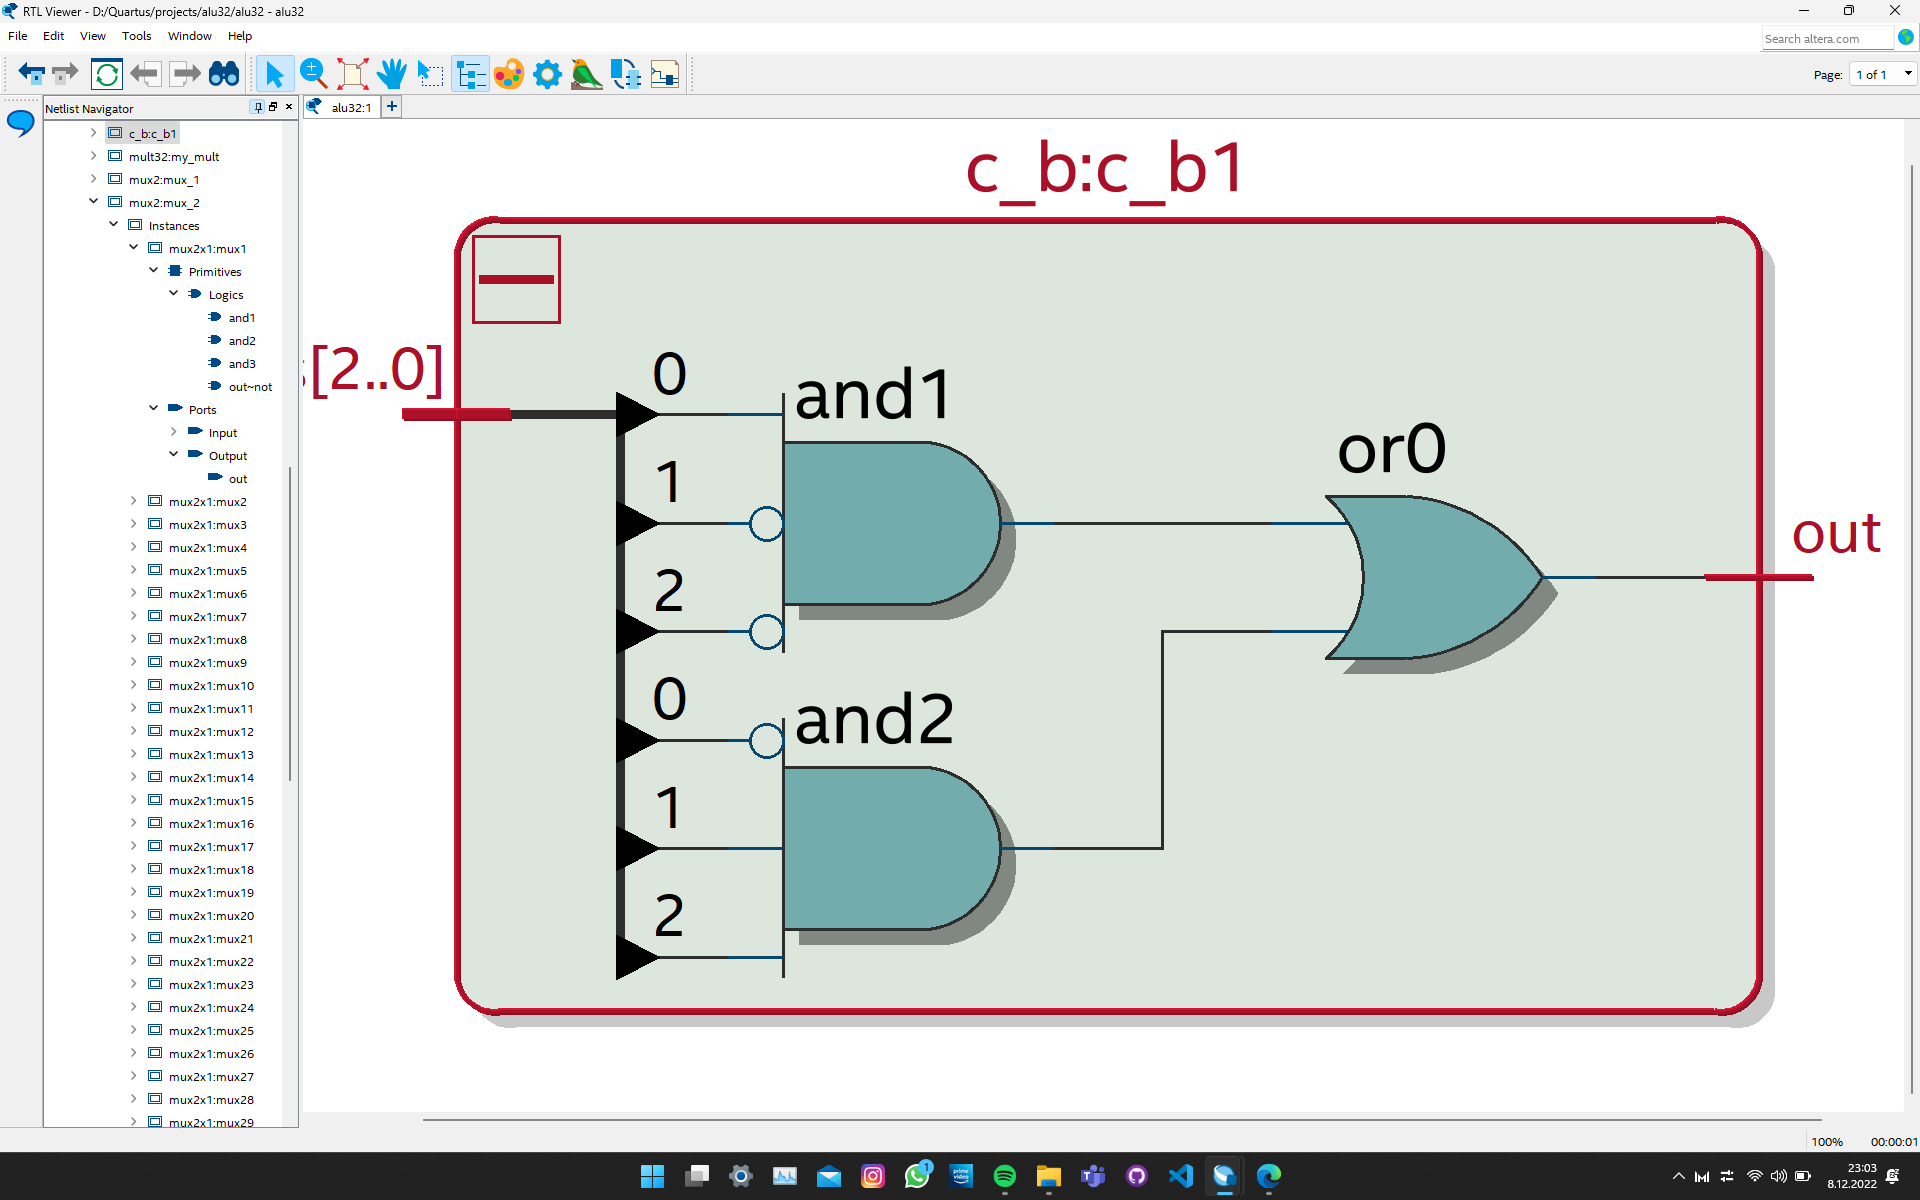 RTL Viewer - D:/Quartus/projects/alu32/alu32 - alu32
File Edit View Tools Window Help
Search altera.com
Page: 1 of 1
Netlist Navigator
alu32:1
c_b:c_b1
mult32:my_mult
mux2:mux_1
mux2:mux_2
Instances
mux2x1:mux1
Primitives
Logics
and1
and2
and3
out~not
Ports
Input
Output
out
mux2x1:mux2
mux2x1:mux3
mux2x1:mux4
mux2x1:mux5
mux2x1:mux6
mux2x1:mux7
mux2x1:mux8
mux2x1:mux9
mux2x1:mux10
mux2x1:mux11
mux2x1:mux12
mux2x1:mux13
mux2x1:mux14
mux2x1:mux15
mux2x1:mux16
mux2x1:mux17
mux2x1:mux18
mux2x1:mux19
mux2x1:mux20
mux2x1:mux21
mux2x1:mux22
mux2x1:mux23
mux2x1:mux24
mux2x1:mux25
mux2x1:mux26
mux2x1:mux27
mux2x1:mux28
mux2x1:mux29
c_b:c_b1
[2..0]
0
and1
1
2
or0
out
0
and2
1
2
100% 00:00:01
1
prime video
23:03
8.12.2022